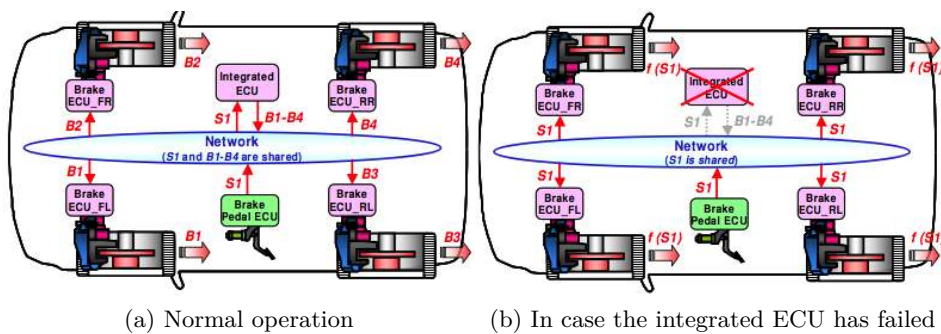 B2
B4
Integrated
ECU
Brake
ECU_FR
Brake
ECU_RR
B2
S1
B1-B4
B4
Network
(S1 and B1-B4 are shared)
B1
S1
B3
Brake
ECU_FL
Brake
Pedal ECU
Brake
ECU_RL
B1
B3
(a) Normal operation
f (S1)
f (S1)
Integrated
ECU
Brake
ECU_FR
Brake
ECU_RR
S1
S1
B1-B4
S1
Network
(S1 is shared)
S1
S1
S1
Brake
ECU_FL
Brake
Pedal ECU
Brake
ECU_RL
f (S1)
f (S1)
(b) In case the integrated ECU has failed